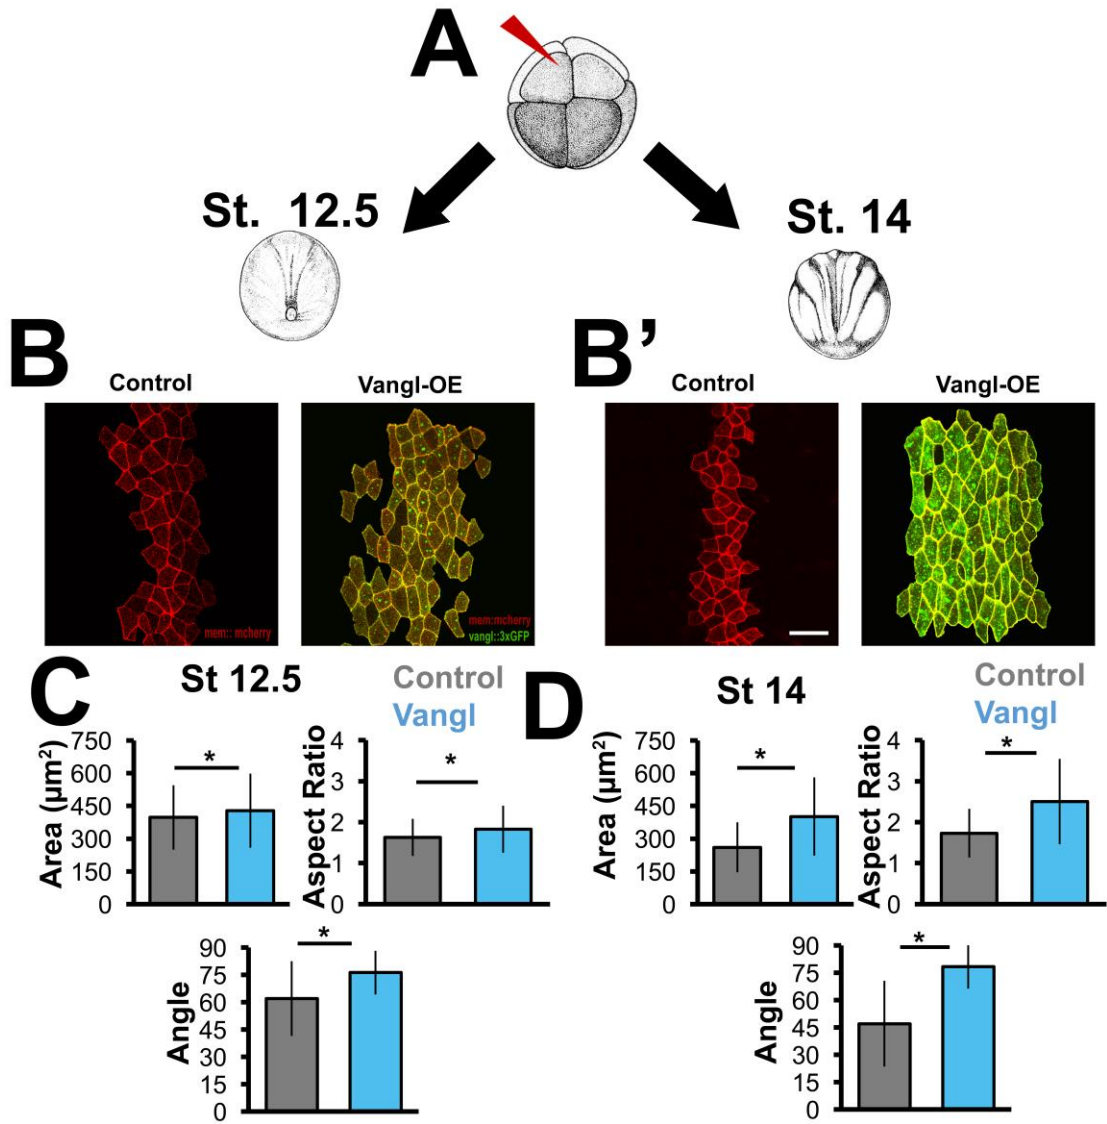 A
St. 12.5
St. 14
B
Control
Vangl-OE
mem:: mcherry
mem:mcherry
vangl::3xGFP
B’
Control
Vangl-OE
C
St 12.5
Control
Vangl
Area (µm²)
750
600
450
300
150
0
*
Aspect Ratio
4
3
2
1
0
*
Angle
90
75
60
45
30
15
0
*
D
St 14
Control
Vangl
Area (µm²)
750
600
450
300
150
0
*
Aspect Ratio
4
3
2
1
0
*
Angle
90
75
60
45
30
15
0
*